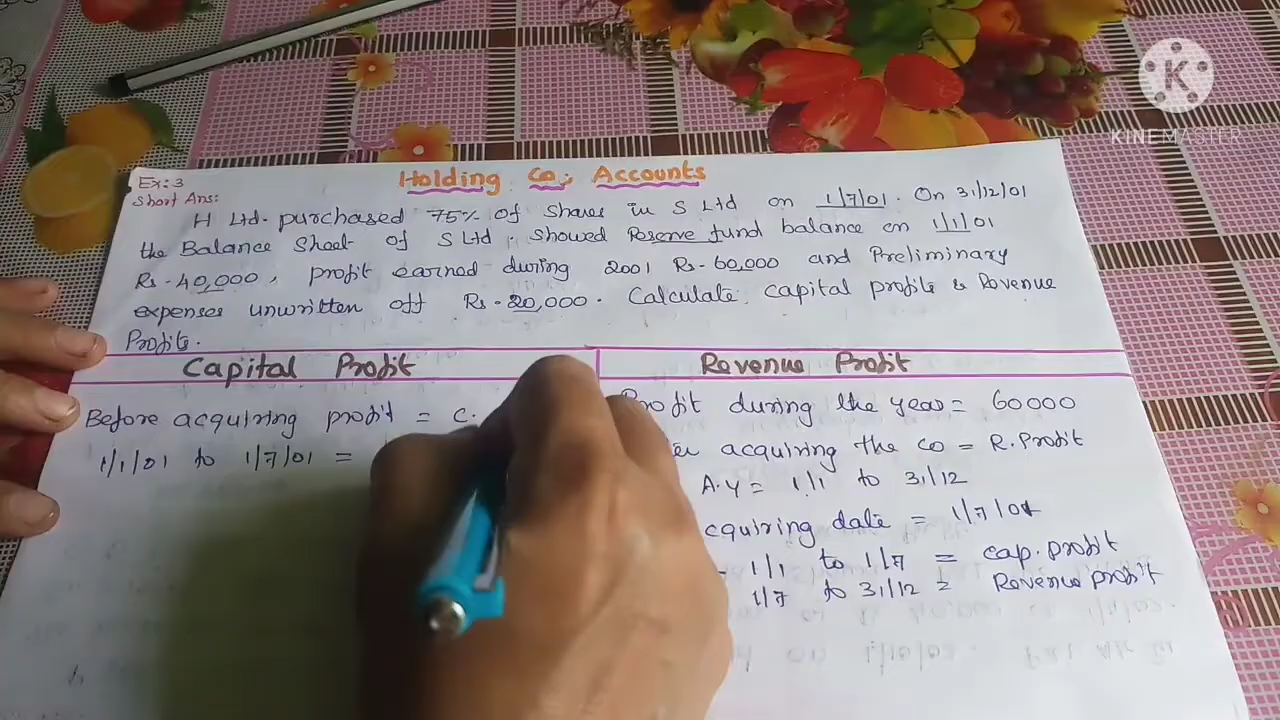 KINEMASTER
Holding Co; Accounts
Ex:3
Short Ans:
H Ltd. purchased 75% of shares in S Ltd on 1/7/01. On 31/12/01
the Balance Sheet of S Ltd. showed Reserve fund balance on 1/1/01
Rs-40,000, profit earned during 2001 Rs-60,000 and Preliminary
expenses unwritten off Rs-20,000. Calculate capital profits & Revenue
Profits.
Capital Profit
Before acquiring profit = C.
1/1/01 to 1/7/01 =
Revenue Profit
Profit during the year = 60000
acquiring the co = R. Profit
A.Y = 1/1 to 31/12
cquiring date = 1/7/01
1/1 to 1/7 = Cap. profit
1/7 to 31/12 = Revenue profit